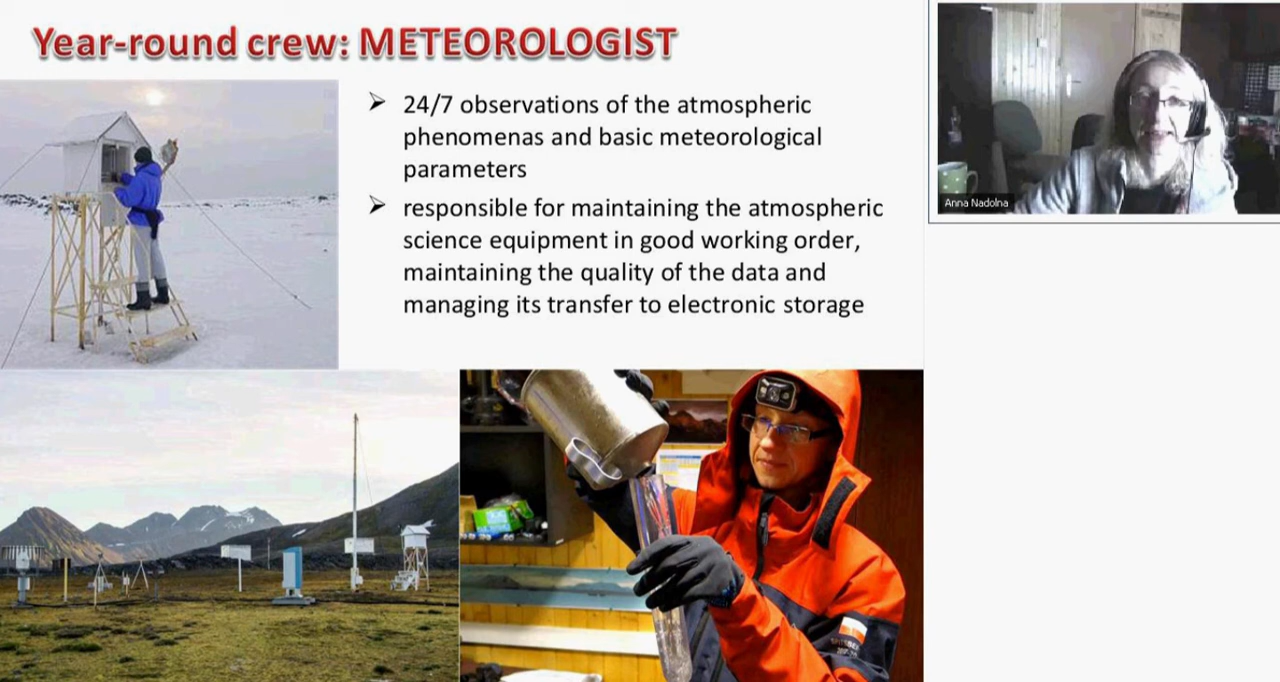 Year-round crew: METEOROLOGIST
➢ 24/7 observations of the atmospheric
phenomenas and basic meteorological
parameters
➢ responsible for maintaining the atmospheric
science equipment in good working order,
maintaining the quality of the data and
managing its transfer to electronic storage
Anna Nadolna